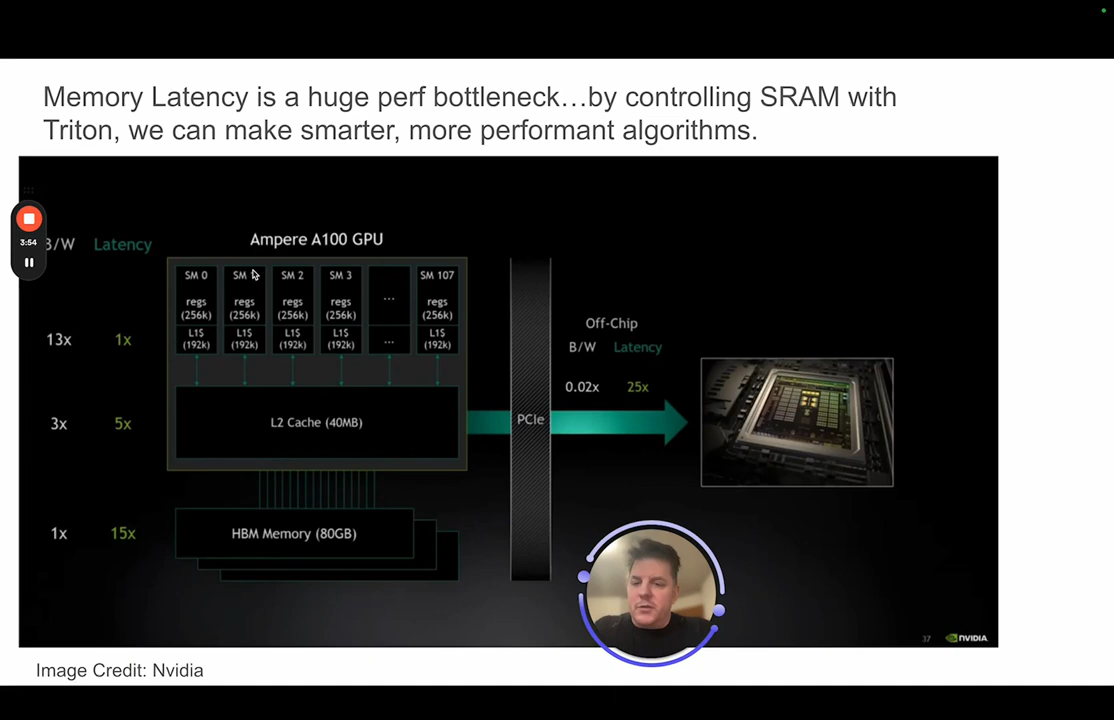 Memory Latency is a huge perf bottleneck…by controlling SRAM with
Triton, we can make smarter, more performant algorithms.
3:54
B/W Latency
Ampere A100 GPU
SM 0 SM SM 2 SM 3 ... SM 107
regs regs regs regs regs
(256k) (256k) (256k) (256k) (256k)
13x 1x
L1$ L1$ L1$ L1$ ... L1$
(192k) (192k) (192k) (192k) (192k)
3x 5x
L2 Cache (40MB)
1x 15x
HBM Memory (80GB)
PCIe
Off-Chip
B/W Latency
0.02x 25x
37 NVIDIA.
Image Credit: Nvidia